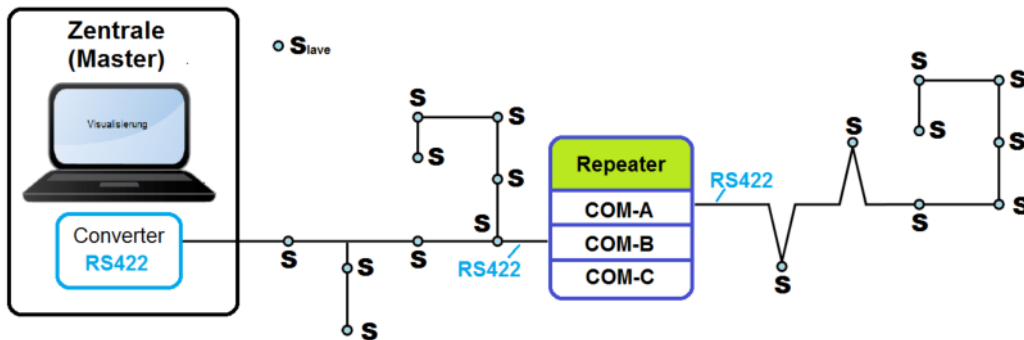 Zentrale
(Master)
Visualisierung
Converter
RS422
Slave
S
S
S
S
S
S
S
S
S
RS422
Repeater
COM-A
COM-B
COM-C
RS422
S
S
S
S
S
S
S
S